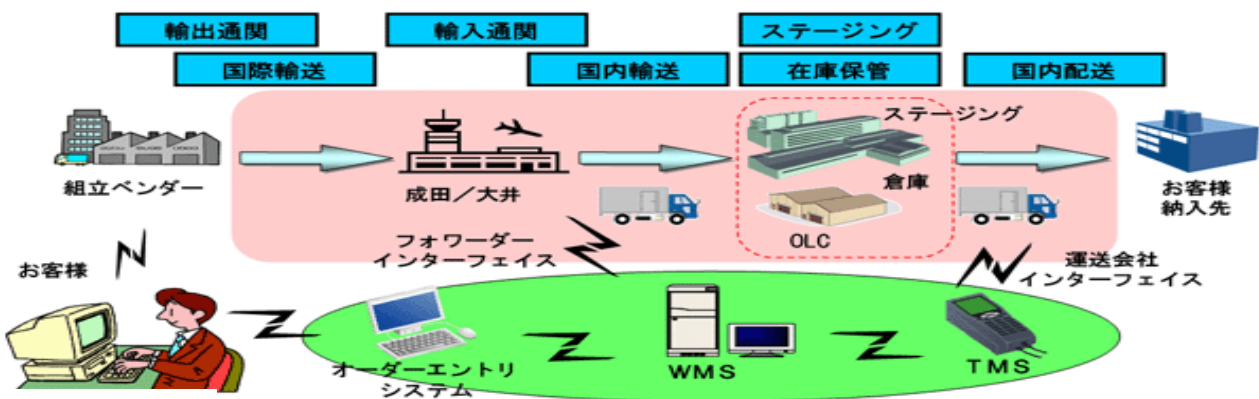 輸出通関
輸入通関
ステージング
国際輸送
国内輸送
在庫保管
国内配送
ステージング
組立ベンダー
成田／大井
倉庫
お客様
納入先
OLC
フォワーダー
インターフェイス
運送会社
インターフェイス
お客様
オーダーエントリ
システム
WMS
TMS